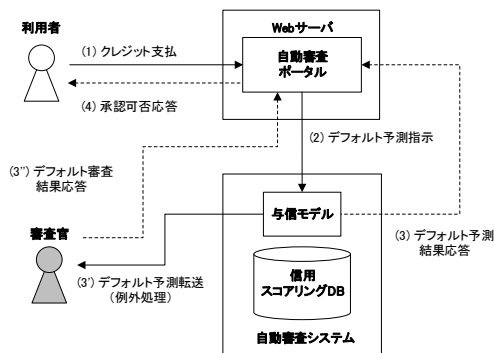 利用者
Webサーバ
自動審査
ポータル
(1) クレジット支払
(4) 承認可否応答
(2) デフォルト予測指示
(3'') デフォルト審査
結果応答
与信モデル
(3) デフォルト予測
結果応答
審査官
(3') デフォルト予測転送
(例外処理)
信用
スコアリングDB
自動審査システム